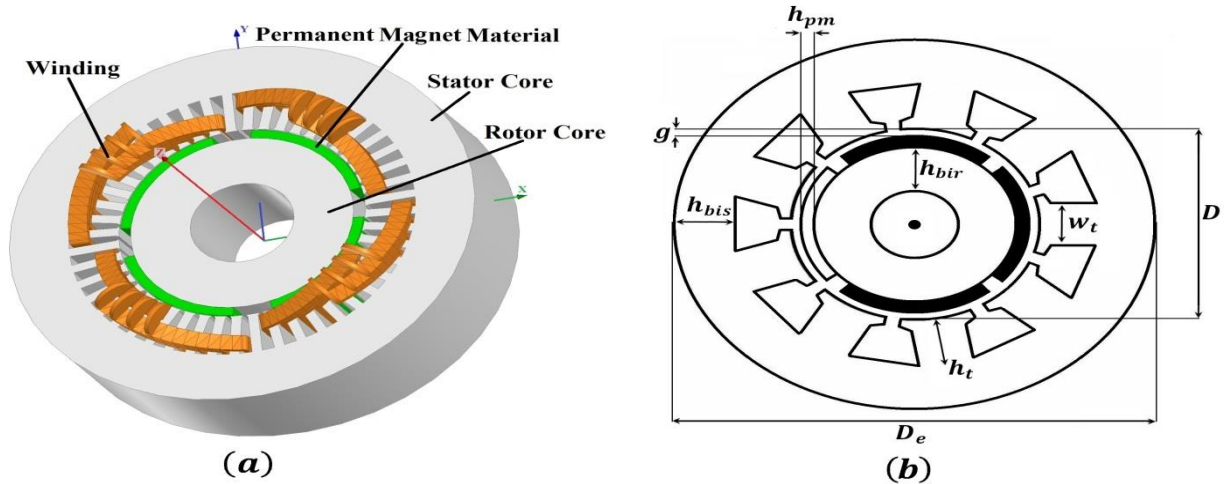 Permanent Magnet Material
Winding
Stator Core
Rotor Core
Y
Z
X
(a)
h_pm
g
h_bir
h_bis
w_t
D
h_t
D_e
(b)